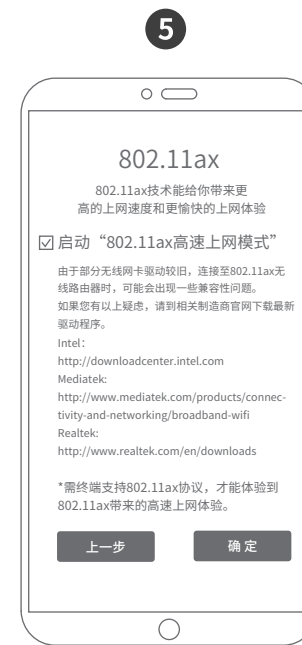 5
802.11ax
802.11ax技术能给你带来更
高的上网速度和更愉快的上网体验
启动“802.11ax高速上网模式”
由于部分无线网卡驱动较旧，连接至802.11ax无
线路由器时，可能会出现一些兼容性问题。
如果您有以上疑虑，请到相关制造商官网下载最新
驱动程序。
Intel：
http://downloadcenter.intel.com
Mediatek:
http://www.mediatek.com/products/connec-
tivity-and-networking/broadband-wifi
Realtek:
http://www.realtek.com/en/downloads
*需终端支持802.11ax协议，才能体验到
802.11ax带来的高速上网体验。
上一步 确 定